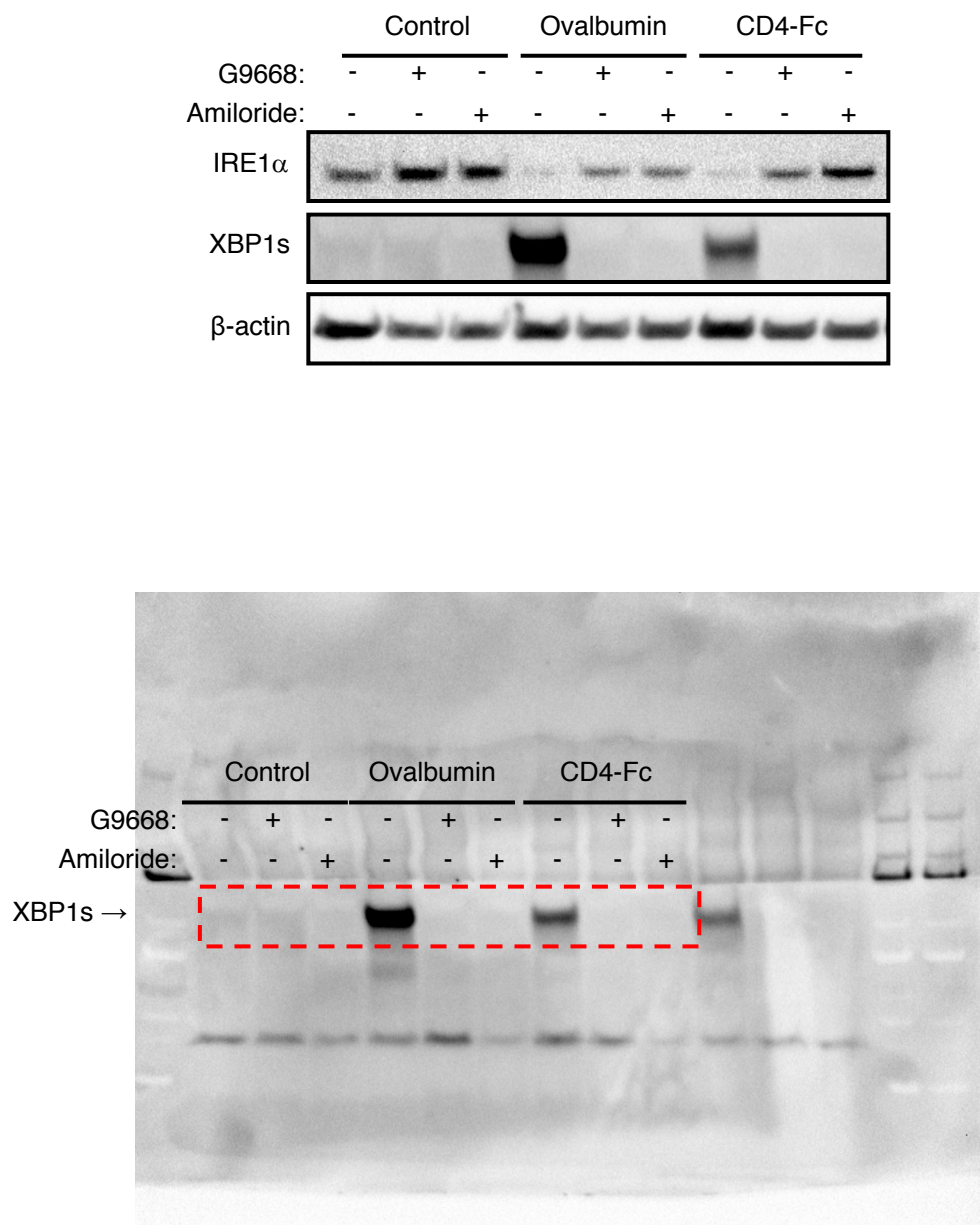 Control Ovalbumin CD4-Fc
G9668: - + - - + - - + -
Amiloride: - - + - - + - - +
IRE1α
XBP1s
β-actin
Control Ovalbumin CD4-Fc
G9668: - + - - + - - + -
Amiloride: - - + - - + - - +
XBP1s →